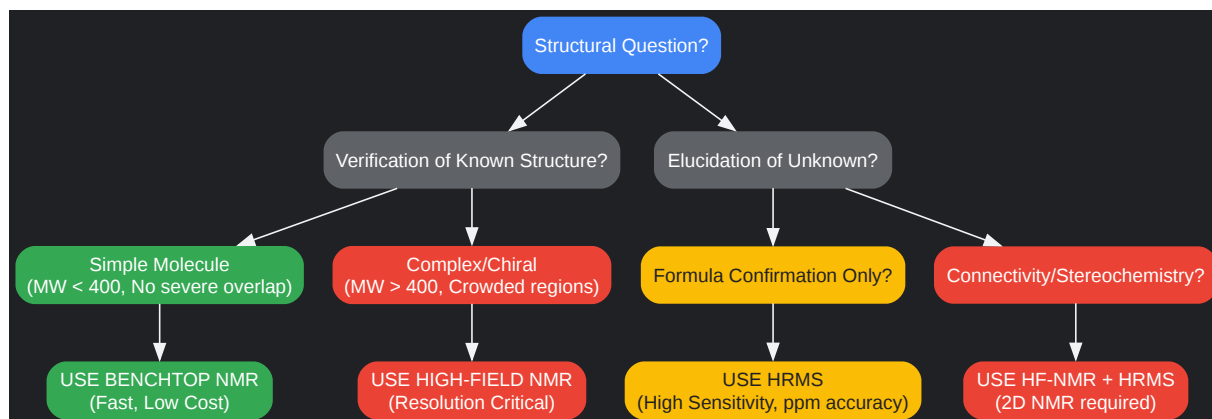 Structural Question?
Verification of Known Structure?
Elucidation of Unknown?
Simple Molecule
(MW < 400, No severe overlap)
Complex/Chiral
(MW > 400, Crowded regions)
Formula Confirmation Only?
Connectivity/Stereochemistry?
USE BENCHTOP NMR
(Fast, Low Cost)
USE HIGH-FIELD NMR
(Resolution Critical)
USE HRMS
(High Sensitivity, ppm accuracy)
USE HF-NMR + HRMS
(2D NMR required)